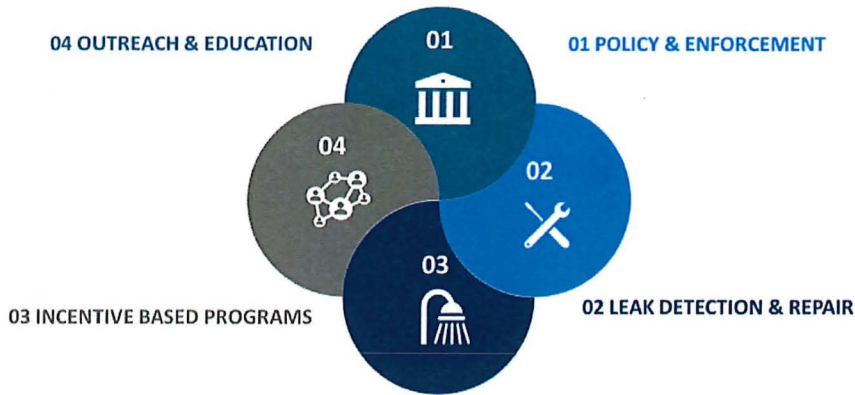 04 OUTREACH & EDUCATION
01
01 POLICY & ENFORCEMENT
04
02
03
03 INCENTIVE BASED PROGRAMS
02 LEAK DETECTION & REPAIR